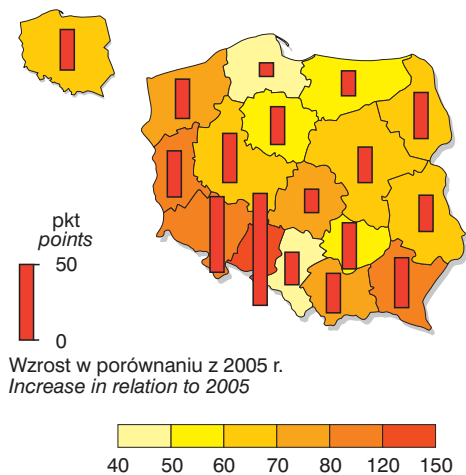 pkt
points
50
0
Wzrost w porównaniu z 2005 r.
Increase in relation to 2005
40 50 60 70 80 120 150